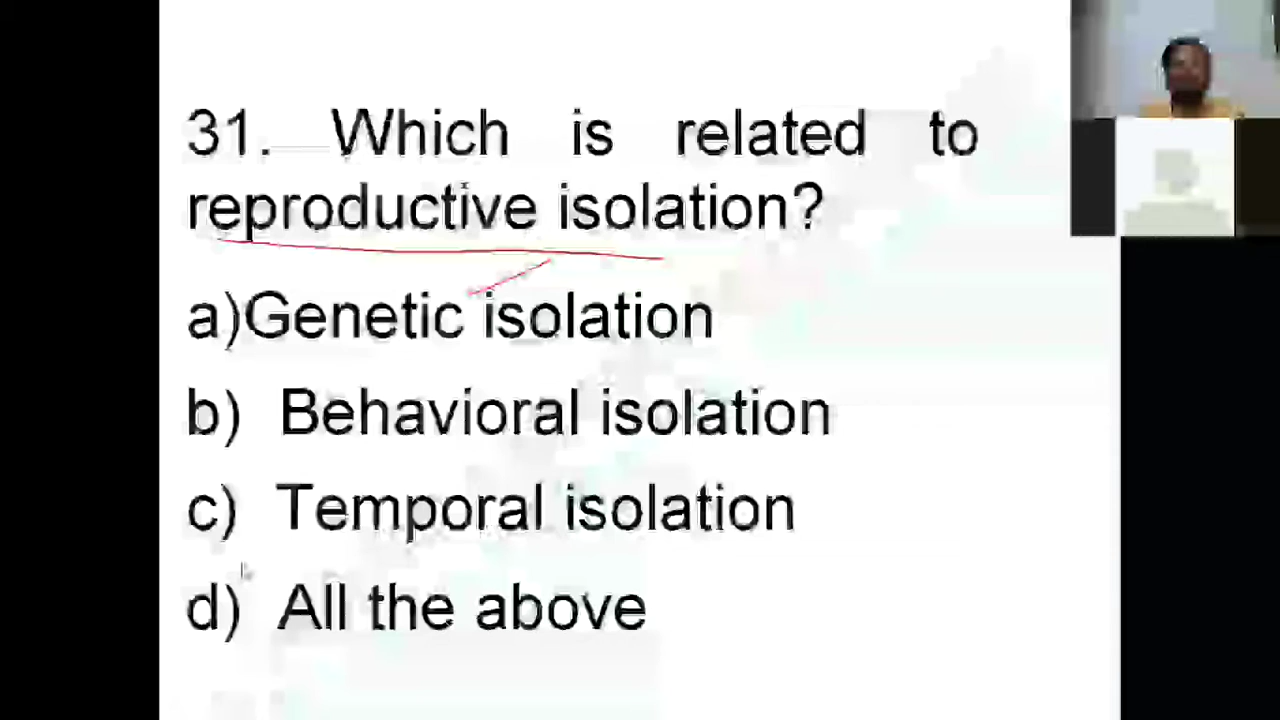 31. Which is related to
reproductive isolation?
a)Genetic isolation
b) Behavioral isolation
c) Temporal isolation
d) All the above